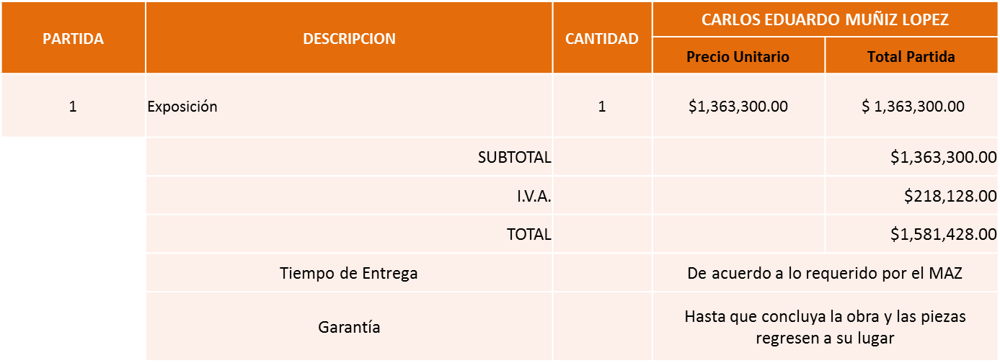 PARTIDA DESCRIPCION CANTIDAD CARLOS EDUARDO MUÑIZ LOPEZ
Precio Unitario Total Partida
1 Exposición 1 $1,363,300.00 $ 1,363,300.00
SUBTOTAL $1,363,300.00
I.V.A. $218,128.00
TOTAL $1,581,428.00
Tiempo de Entrega De acuerdo a lo requerido por el MAZ
Garantía Hasta que concluya la obra y las piezas
regresen a su lugar